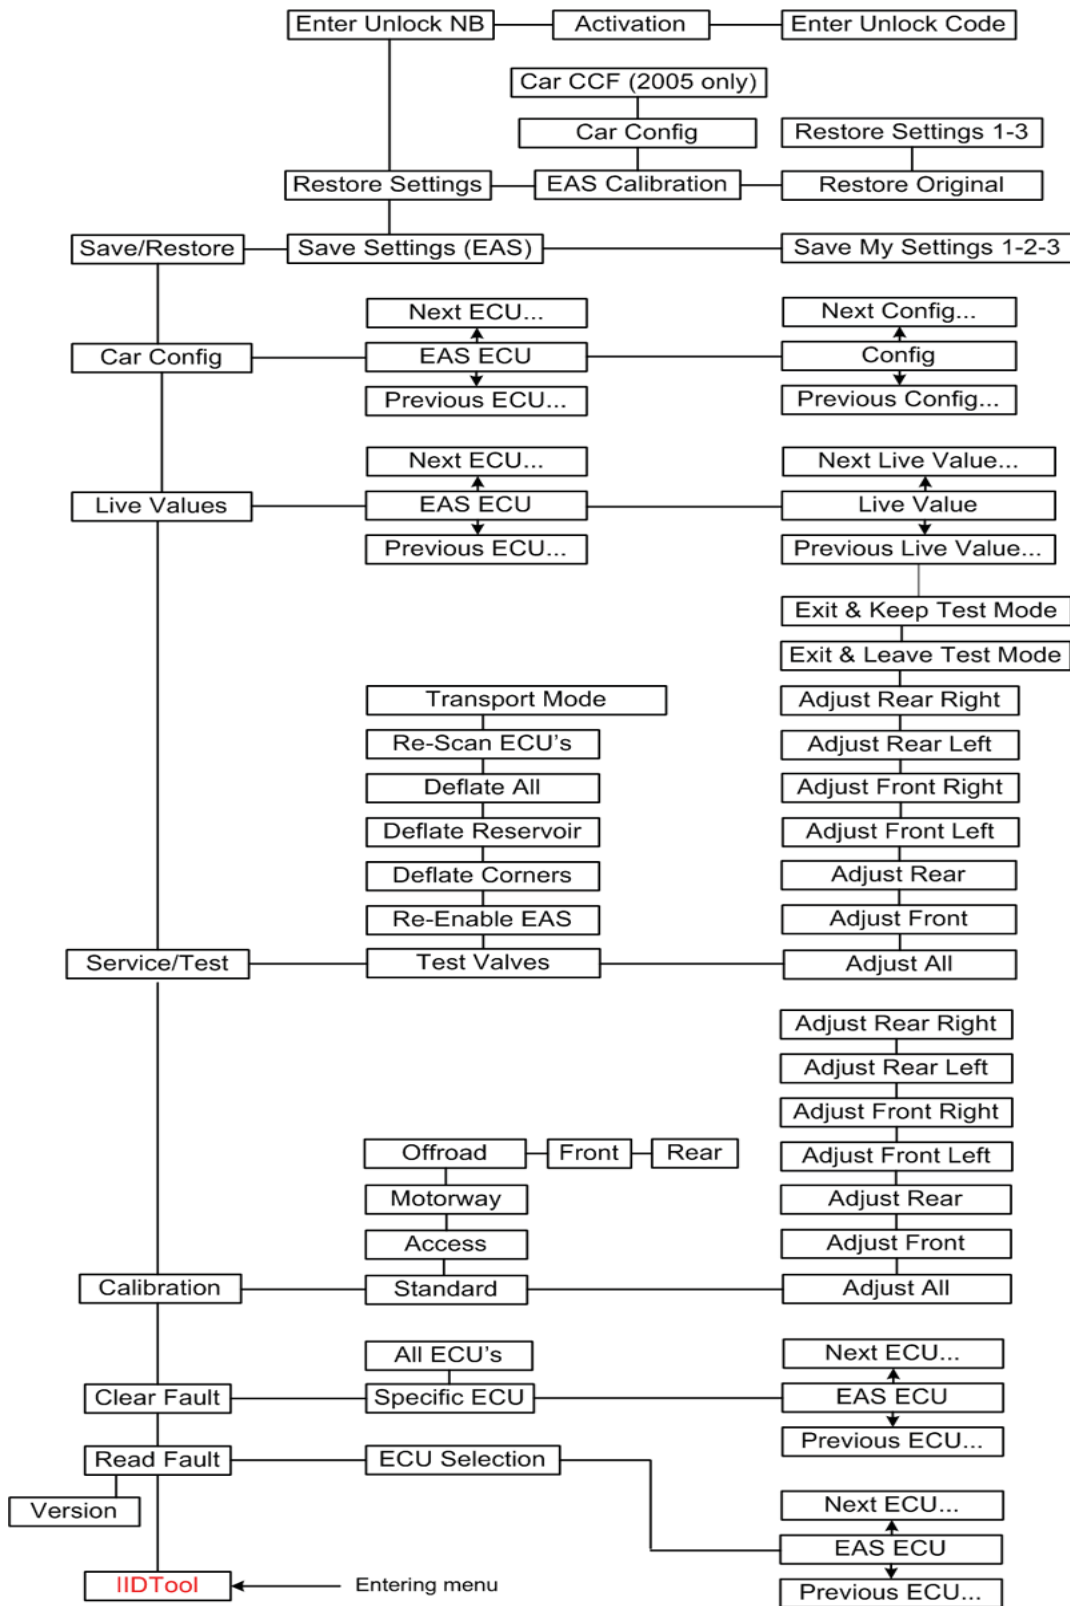 Enter Unlock NB
Activation
Enter Unlock Code
Car CCF (2005 only)
Car Config
Restore Settings 1-3
Restore Settings
EAS Calibration
Restore Original
Save/Restore
Save Settings (EAS)
Save My Settings 1-2-3
Next ECU...
Next Config...
Car Config
EAS ECU
Config
Previous ECU...
Previous Config...
Next ECU...
Next Live Value...
Live Values
EAS ECU
Live Value
Previous ECU...
Previous Live Value...
Exit & Keep Test Mode
Exit & Leave Test Mode
Transport Mode
Adjust Rear Right
Re-Scan ECU's
Adjust Rear Left
Deflate All
Adjust Front Right
Deflate Reservoir
Adjust Front Left
Deflate Corners
Adjust Rear
Re-Enable EAS
Adjust Front
Service/Test
Test Valves
Adjust All
Adjust Rear Right
Adjust Rear Left
Adjust Front Right
Offroad
Front
Rear
Adjust Front Left
Motorway
Adjust Rear
Access
Adjust Front
Calibration
Standard
Adjust All
All ECU's
Next ECU...
Clear Fault
Specific ECU
EAS ECU
Previous ECU...
Read Fault
ECU Selection
Version
Next ECU...
EAS ECU
IIDTool
Entering menu
Previous ECU...